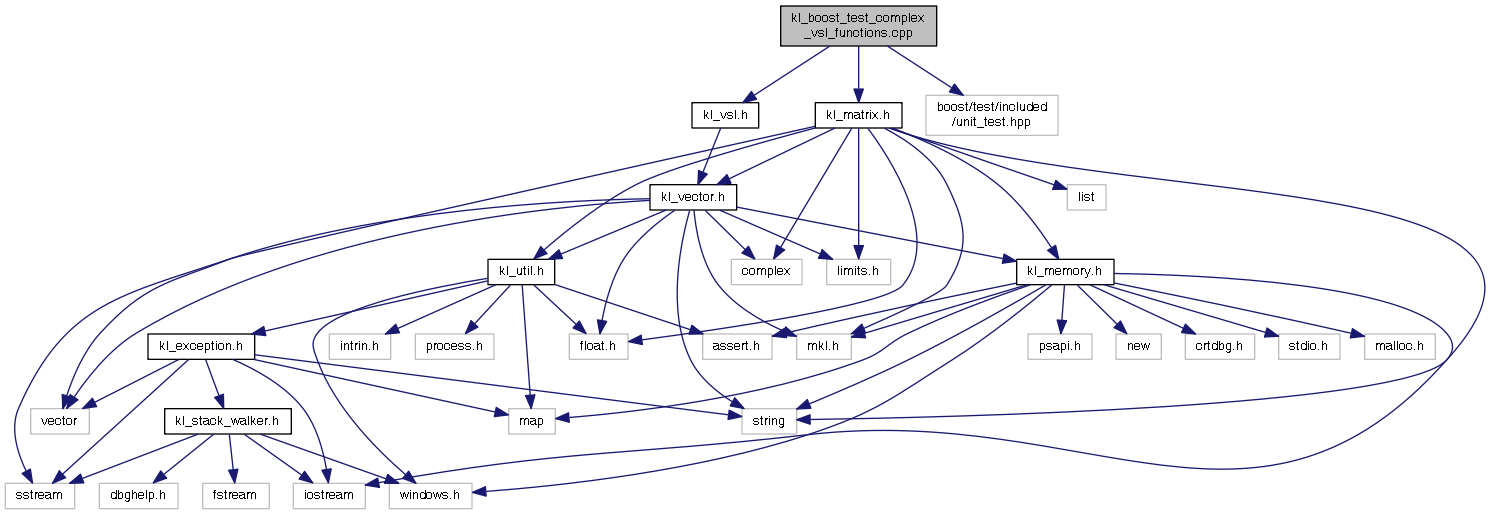 kl_boost_test_complex
_vsl_functions.cpp
kl_vsl.h
kl_matrix.h
boost/test/included
/unit_test.hpp
kl_vector.h
list
kl_util.h
complex
limits.h
kl_memory.h
kl_exception.h
intrin.h
process.h
float.h
assert.h
mkl.h
psapi.h
new
crtdbg.h
stdio.h
malloc.h
vector
kl_stack_walker.h
map
string
sstream
dbghelp.h
fstream
iostream
windows.h